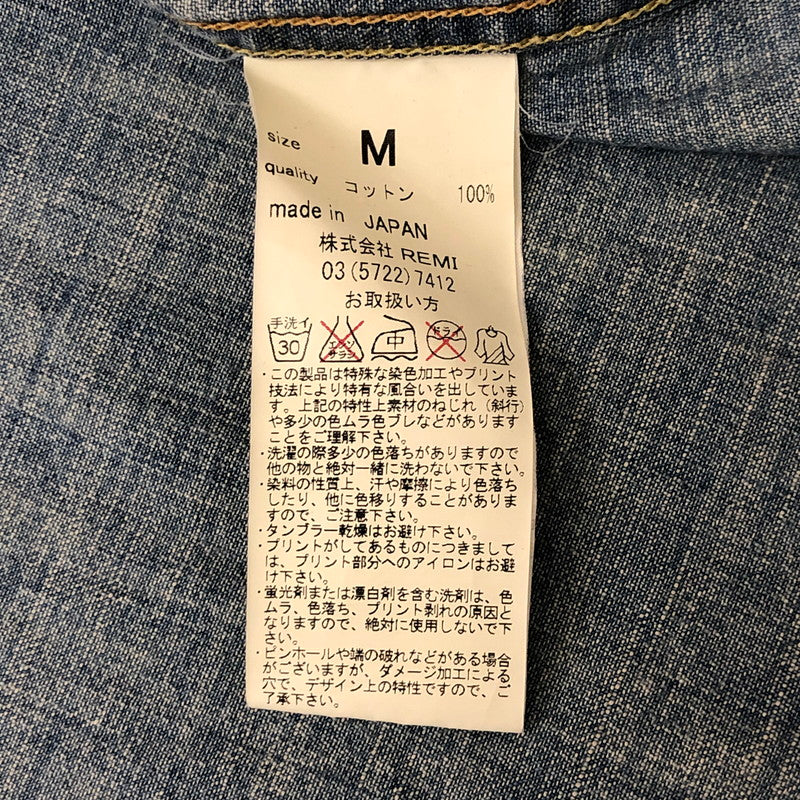 size M
quality コットン 100%
made in JAPAN
株式会社 REMI
03(5722)7412
お取扱い方
手洗イ
30
エンソ
サラシ
中
ドライ
・この製品は特殊な染色加工やプリント
技法により特有な風合いを出していま
す。上記の特性上素材のねじれ（斜行）
や多少の色ムラ色ブレなどがあります
ことをご理解下さい。
・洗濯の際多少の色落ちがありますので
他の物と絶対一緒に洗わないで下さい。
・染料の性質上、汗や摩擦により色落ち
したり、他に色移りすることがありま
すので、ご注意下さい。
・タンブラー乾燥はお避け下さい。
・プリントがしてあるものにつきまして
は、プリント部分へのアイロンはお避
け下さい。
・蛍光剤または漂白剤を含む洗剤は、色
ムラ、色落ち、プリント剥れの原因と
なりますので、絶対に使用しないで下
さい。
・ピンホールや端の破れなどがある場合
がございますが、ダメージ加工による
穴で、デザイン上の特性ですので、ご
了承下さい。